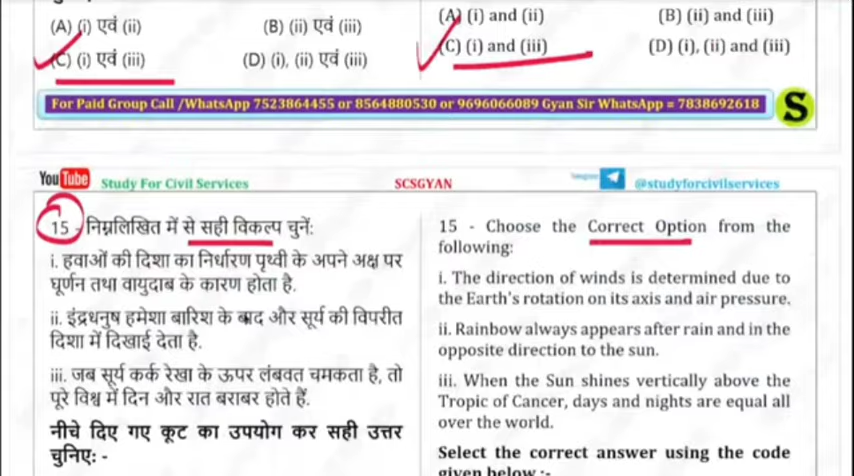 (A) (i) एवं (ii)
(B) (ii) एवं (iii)
(C) (i) एवं (iii)
(D) (i), (ii) एवं (iii)
(A) (i) and (ii)
(B) (ii) and (iii)
(C) (i) and (iii)
(D) (i), (ii) and (iii)
For Paid Group Call /WhatsApp 7523864455 or 8564880530 or 9696066089 Gyan Sir WhatsApp = 7838692618
S
YouTube Study For Civil Services
SCSGYAN
Telegram @studyforcivilservices
15 - निम्नलिखित में से सही विकल्प चुनें:
i. हवाओं की दिशा का निर्धारण पृथ्वी के अपने अक्ष पर
घूर्णन तथा वायुदाब के कारण होता है.
ii. इंद्रधनुष हमेशा बारिश के बाद और सूर्य की विपरीत
दिशा में दिखाई देता है.
iii. जब सूर्य कर्क रेखा के ऊपर लंबवत चमकता है, तो
पूरे विश्व में दिन और रात बराबर होते हैं.
नीचे दिए गए कूट का उपयोग कर सही उत्तर
चुनिए: -
15 - Choose the Correct Option from the
following:
i. The direction of winds is determined due to
the Earth's rotation on its axis and air pressure.
ii. Rainbow always appears after rain and in the
opposite direction to the sun.
iii. When the Sun shines vertically above the
Tropic of Cancer, days and nights are equal all
over the world.
Select the correct answer using the code
given below :-